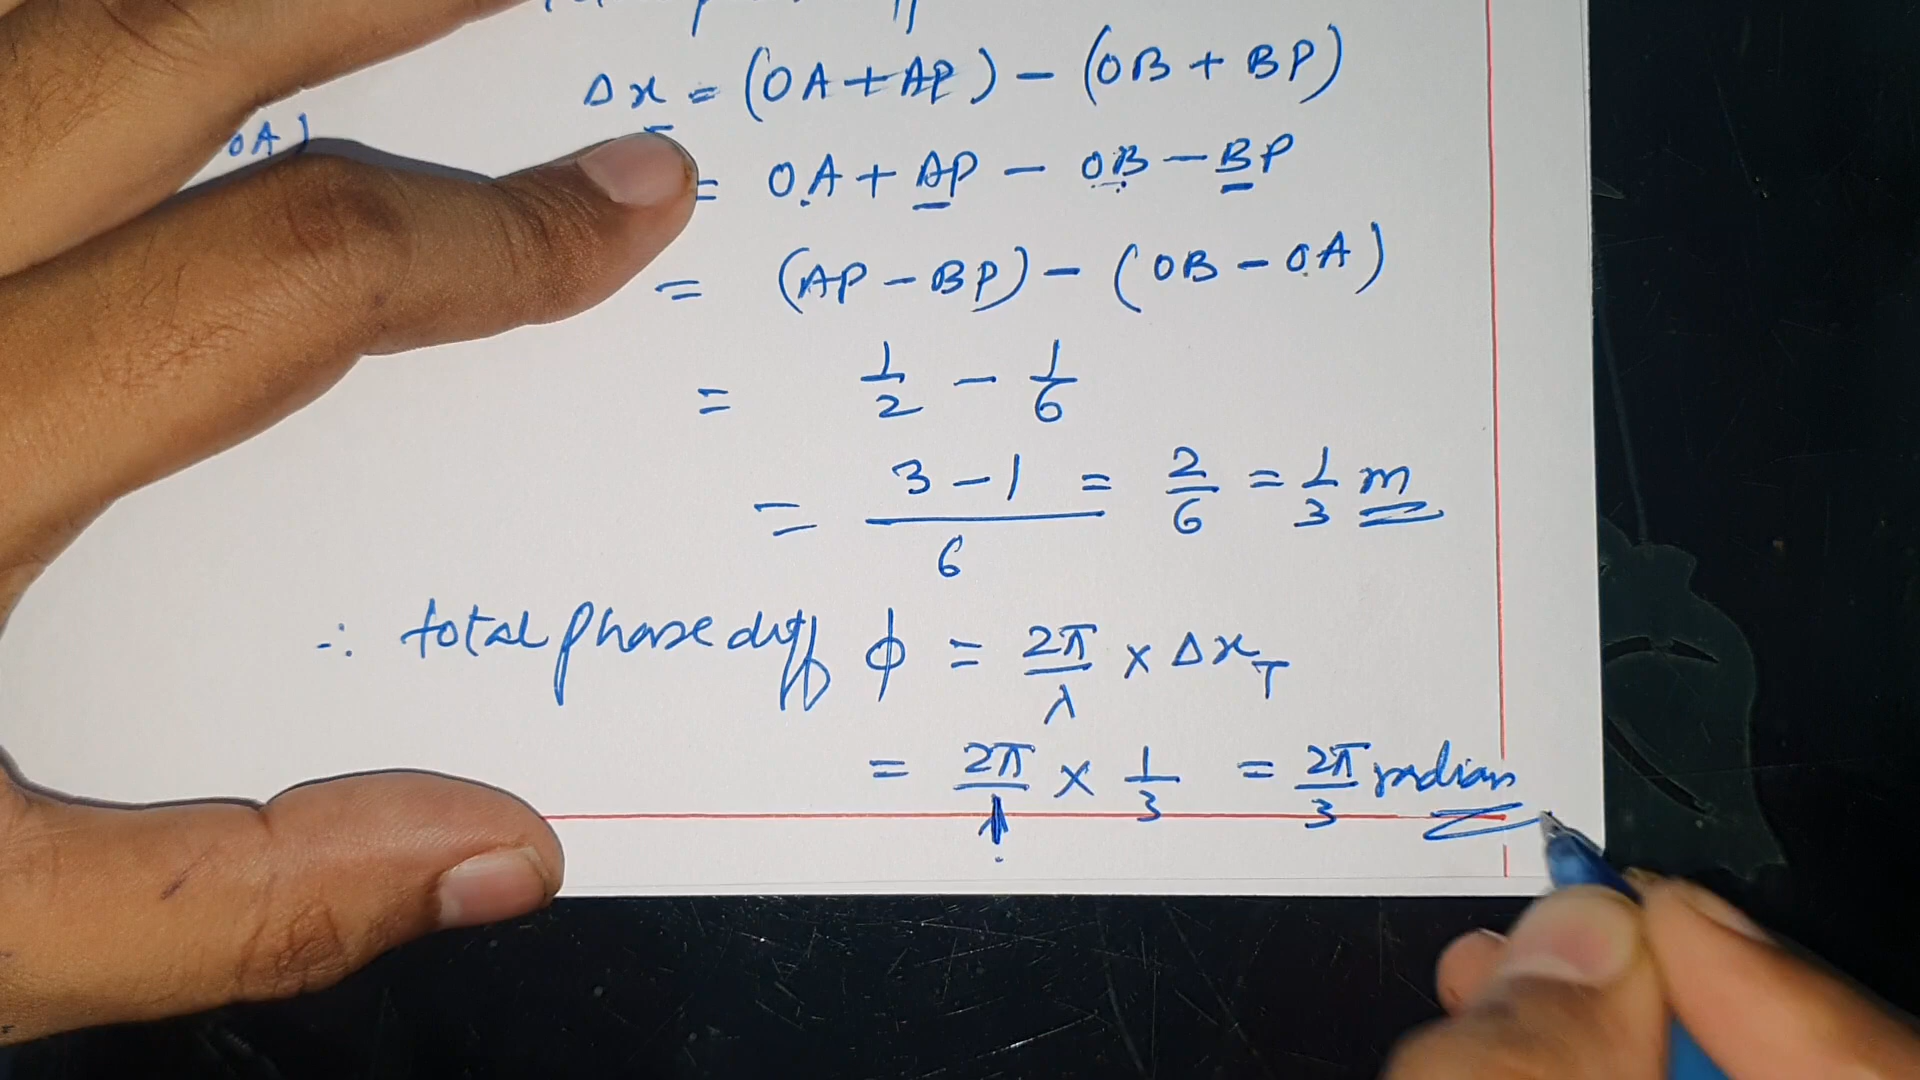 Δx = (OA + AP) − (OB + BP)
OA)
= OA + AP − OB − BP
= (AP − BP) − (OB − OA)
= 1/2 − 1/6
= (3 − 1)/6 = 2/6 = 1/3 m
∴ total phase diff ϕ = 2π/λ × Δx_T
= 2π/1 × 1/3 = 2π/3 radian